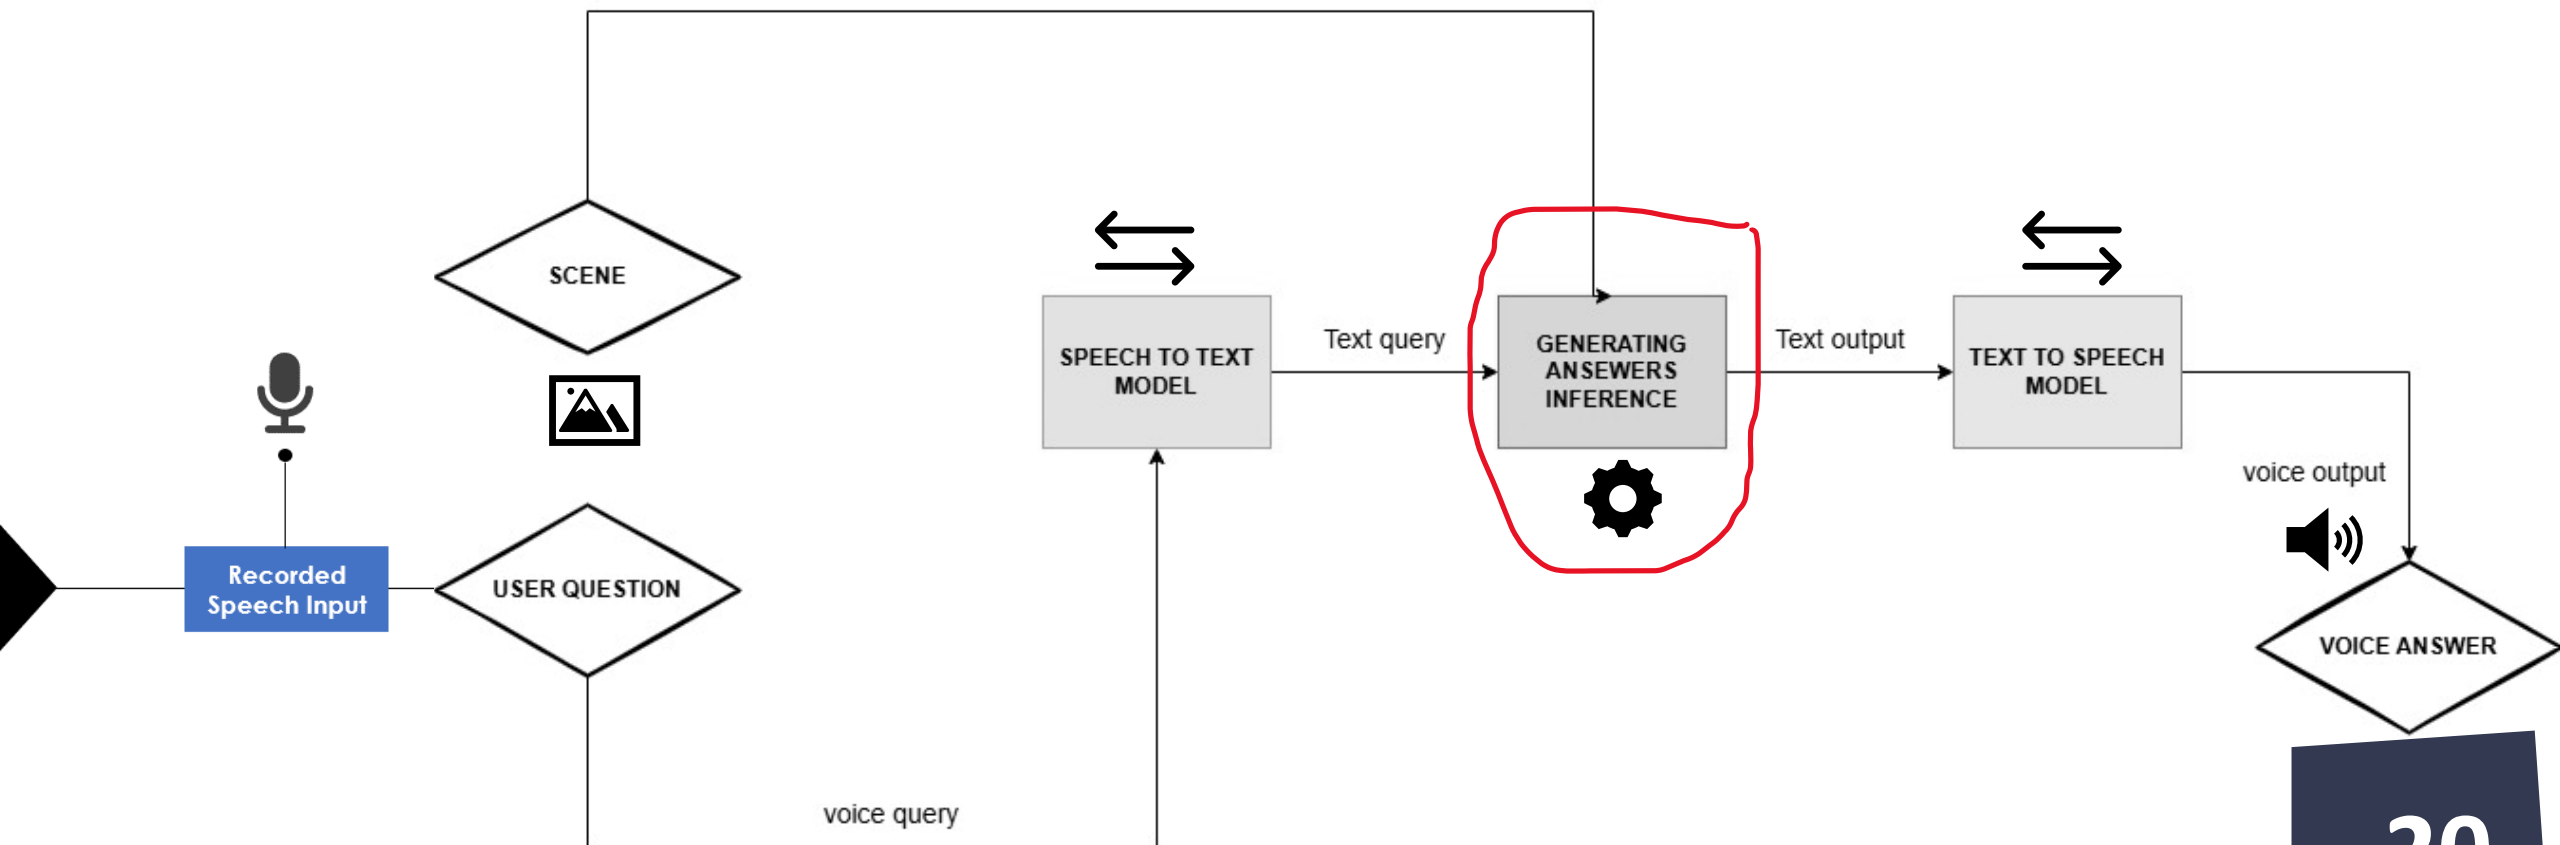 SCENE
Recorded
Speech Input
USER QUESTION
voice query
SPEECH TO TEXT
MODEL
Text query
GENERATING
ANSEWERS
INFERENCE
Text output
TEXT TO SPEECH
MODEL
voice output
VOICE ANSWER
20